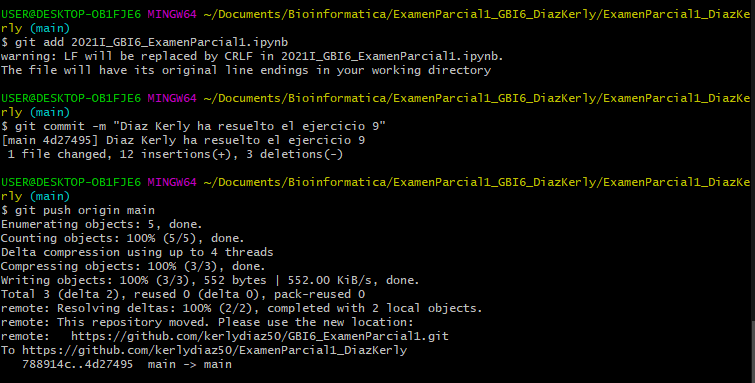 USER@DESKTOP-OB1FJE6 MINGW64 ~/Documents/Bioinformatica/ExamenParcial1_GBI6_DiazKerly/ExamenParcial1_DiazKe
rly (main)
$ git add 2021I_GBI6_ExamenParcial1.ipynb
warning: LF will be replaced by CRLF in 2021I_GBI6_ExamenParcial1.ipynb.
The file will have its original line endings in your working directory
USER@DESKTOP-OB1FJE6 MINGW64 ~/Documents/Bioinformatica/ExamenParcial1_GBI6_DiazKerly/ExamenParcial1_DiazKe
rly (main)
$ git commit -m "Diaz Kerly ha resuelto el ejercicio 9"
[main 4d27495] Diaz Kerly ha resuelto el ejercicio 9
 1 file changed, 12 insertions(+), 3 deletions(-)
USER@DESKTOP-OB1FJE6 MINGW64 ~/Documents/Bioinformatica/ExamenParcial1_GBI6_DiazKerly/ExamenParcial1_DiazKe
rly (main)
$ git push origin main
Enumerating objects: 5, done.
Counting objects: 100% (5/5), done.
Delta compression using up to 4 threads
Compressing objects: 100% (3/3), done.
Writing objects: 100% (3/3), 552 bytes | 552.00 KiB/s, done.
Total 3 (delta 2), reused 0 (delta 0), pack-reused 0
remote: Resolving deltas: 100% (2/2), completed with 2 local objects.
remote: This repository moved. Please use the new location:
remote:   https://github.com/kerlydiaz50/GBI6_ExamenParcial1.git
To https://github.com/kerlydiaz50/ExamenParcial1_DiazKerly
   788914c..4d27495  main -> main